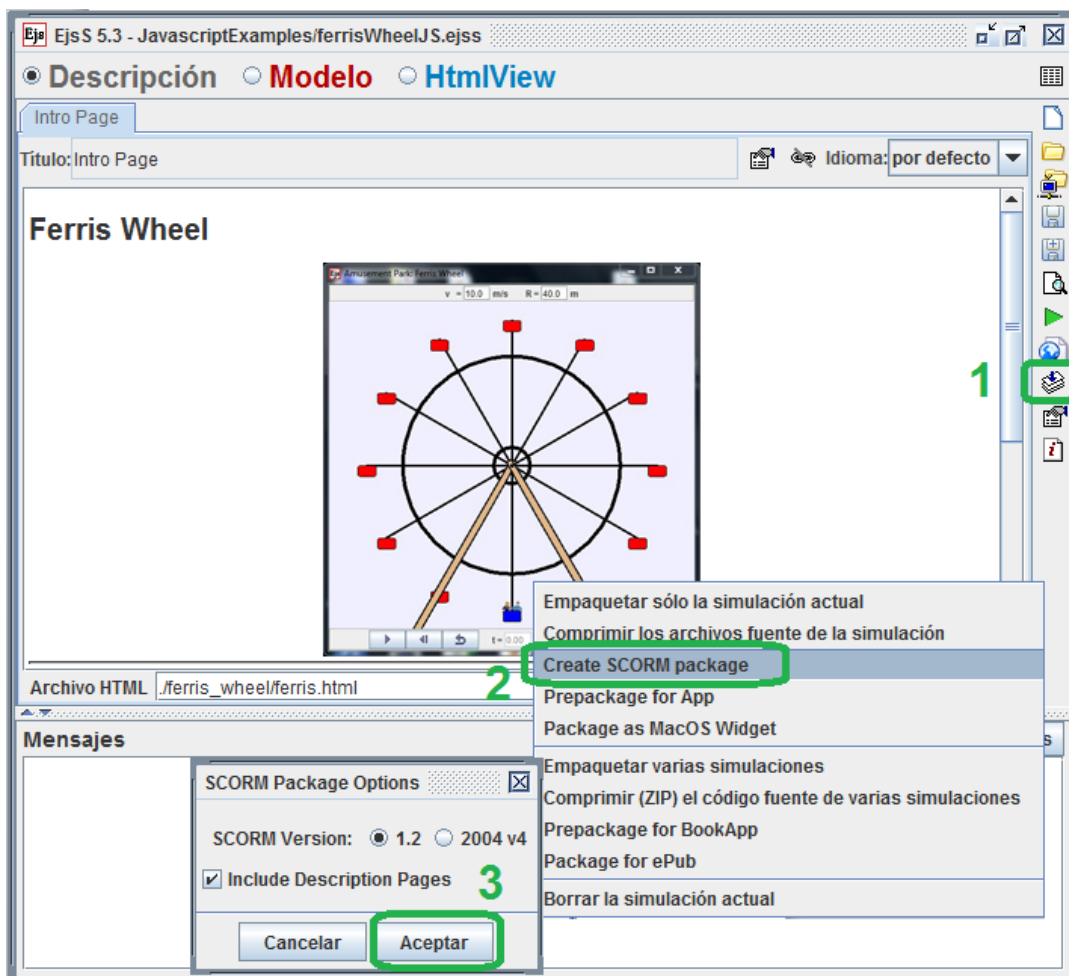 EjsS 5.3 - JavascriptExamples/ferrisWheelJS.ejss
Descripción Modelo HtmlView
Intro Page
Título: Intro Page Idioma: por defecto
Ferris Wheel
Ejs Amusement Park: Ferris Wheel
v = 10.0 m/s R = 40.0 m
1
t = 0.00
Empaquetar sólo la simulación actual
Comprimir los archivos fuente de la simulación
2 Create SCORM package
Archivo HTML ./ferris_wheel/ferris.html
Prepackage for App
Package as MacOS Widget
Mensajes s
Empaquetar varias simulaciones
Comprimir (ZIP) el código fuente de varias simulaciones
Prepackage for BookApp
Package for ePub
Borrar la simulación actual
SCORM Package Options
SCORM Version: 1.2 2004 v4
Include Description Pages 3
Cancelar Aceptar